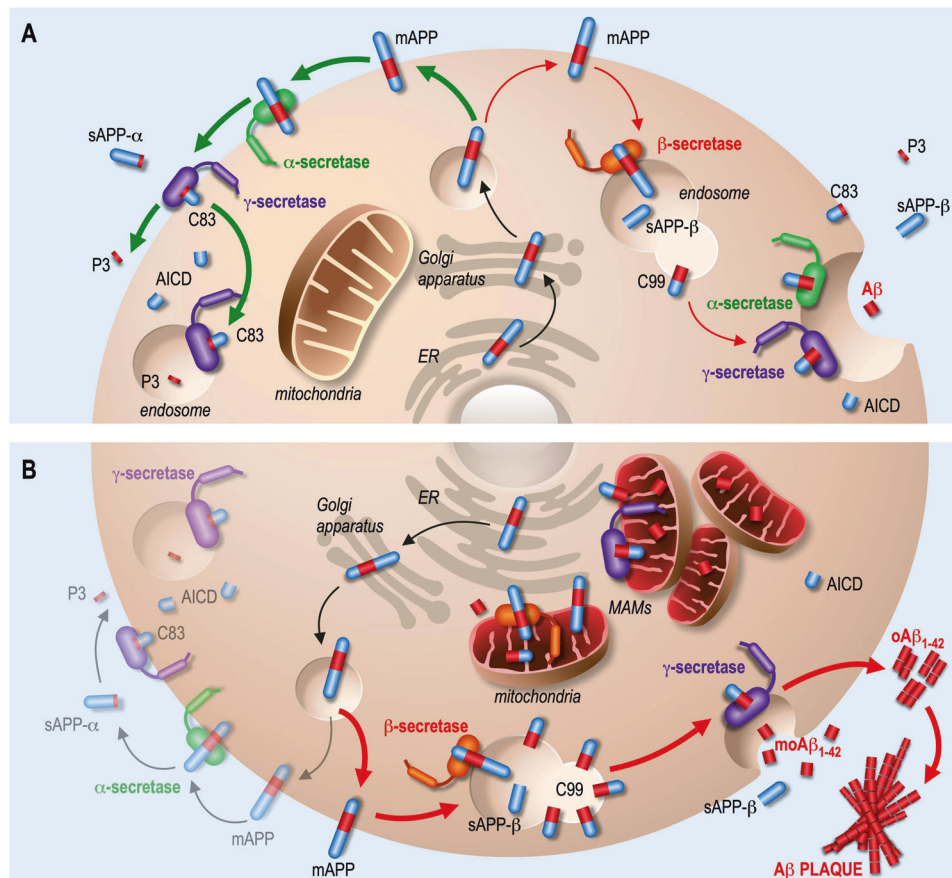 A
mAPP
mAPP
sAPP-α
α-secretase
γ-secretase
C83
P3
AICD
C83
P3
endosome
mitochondria
Golgi
apparatus
ER
β-secretase
endosome
sAPP-β
C99
P3
C83
sAPP-β
α-secretase
Aβ
γ-secretase
AICD
B
γ-secretase
Golgi
apparatus
ER
P3
AICD
C83
sAPP-α
α-secretase
mAPP
mAPP
MAMs
mitochondria
β-secretase
sAPP-β
C99
AICD
γ-secretase
oAβ1-42
moAβ1-42
sAPP-β
Aβ PLAQUE